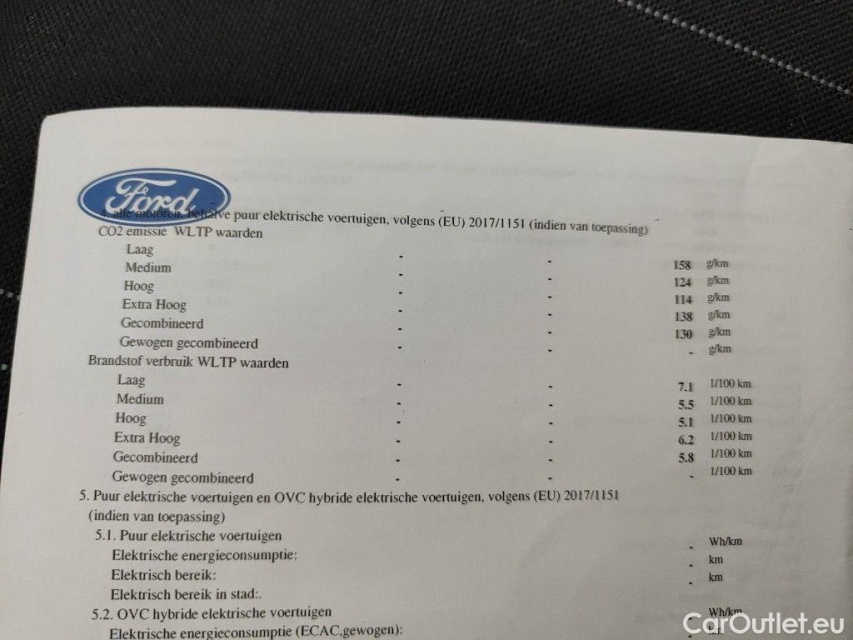 Ford
4. alle motoren, behalve puur elektrische voertuigen, volgens (EU) 2017/1151 (indien van toepassing)
CO2 emissie WLTP waarden
Laag - - 158 g/km
Medium - - 124 g/km
Hoog - - 114 g/km
Extra Hoog - - 138 g/km
Gecombineerd - - 130 g/km
Gewogen gecombineerd - - - g/km
Brandstof verbruik WLTP waarden
Laag - - 7.1 l/100 km
Medium - - 5.5 l/100 km
Hoog - - 5.1 l/100 km
Extra Hoog - - 6.2 l/100 km
Gecombineerd - - 5.8 l/100 km
Gewogen gecombineerd - - - l/100 km
5. Puur elektrische voertuigen en OVC hybride elektrische voertuigen, volgens (EU) 2017/1151
(indien van toepassing)
5.1. Puur elektrische voertuigen
Elektrische energieconsumptie: - Wh/km
Elektrisch bereik: - km
Elektrisch bereik in stad:. - km
5.2. OVC hybride elektrische voertuigen
Elektrische energieconsumptie (ECAC,gewogen): - Wh/km
CarOutlet.eu